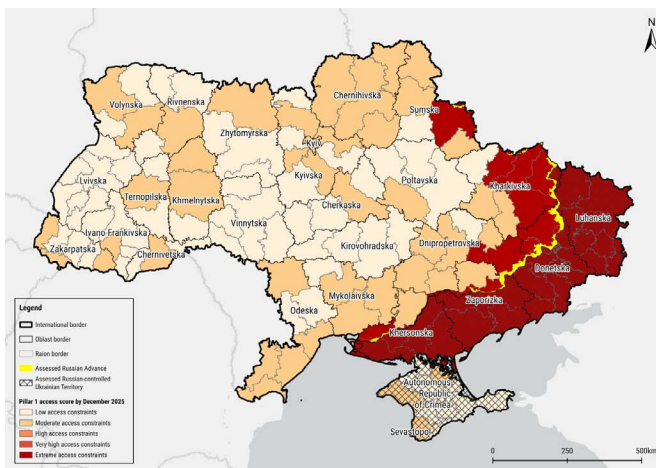 N
Volynska
Rivnenska
Chernihivska
Sumska
Zhytomyrska
Kyiv
Lvivska
Ternopilska
Khmelnytska
Kyivska
Poltavska
Kharkivska
Cherkaska
Luhanska
Vinnytska
Ivano-Frankivska
Zakarpatska
Chernivetska
Kirovohradska
Dnipropetrovska
Donetska
Zaporizka
Mykolaivska
Odeska
Khersonska
Autonomous
Republic
of Crimea
Sevastopol
Legend
International border
Oblast border
Raion border
Assessed Russian Advance
Assessed Russian-controlled
Ukrainian Territory
Pillar 1 access score by December 2025
Low access constraints
Moderate access constraints
High access constraints
Very high access constraints
Extreme access constraints
0 250 500km